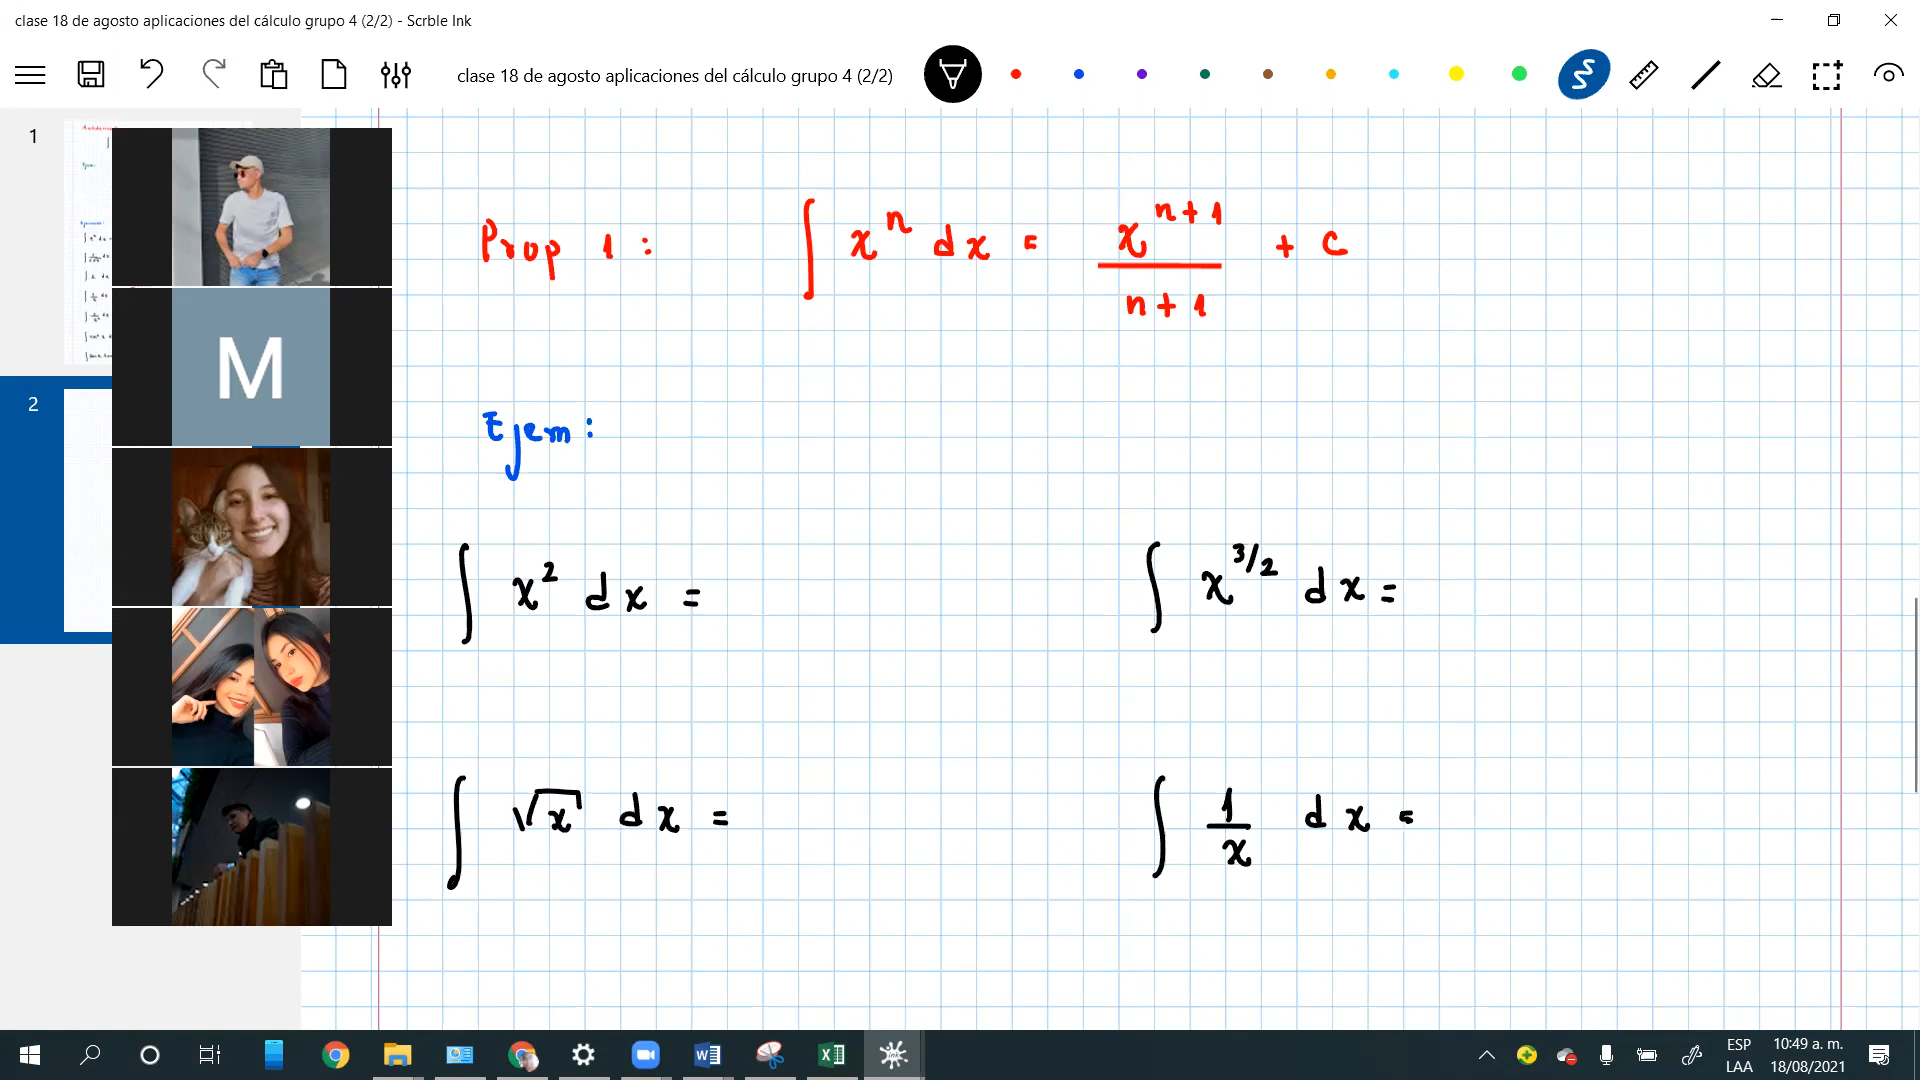 clase 18 de agosto aplicaciones del cálculo grupo 4 (2/2) - Scrble Ink
clase 18 de agosto aplicaciones del cálculo grupo 4 (2/2)
1
2
M
Prop 1 : ∫ x^n dx = x^(n+1)/(n+1) + c
Ejem :
∫ x^2 dx =
∫ x^(3/2) dx =
∫ √x dx =
∫ 1/x dx =
ESP
LAA
10:49 a. m.
18/08/2021